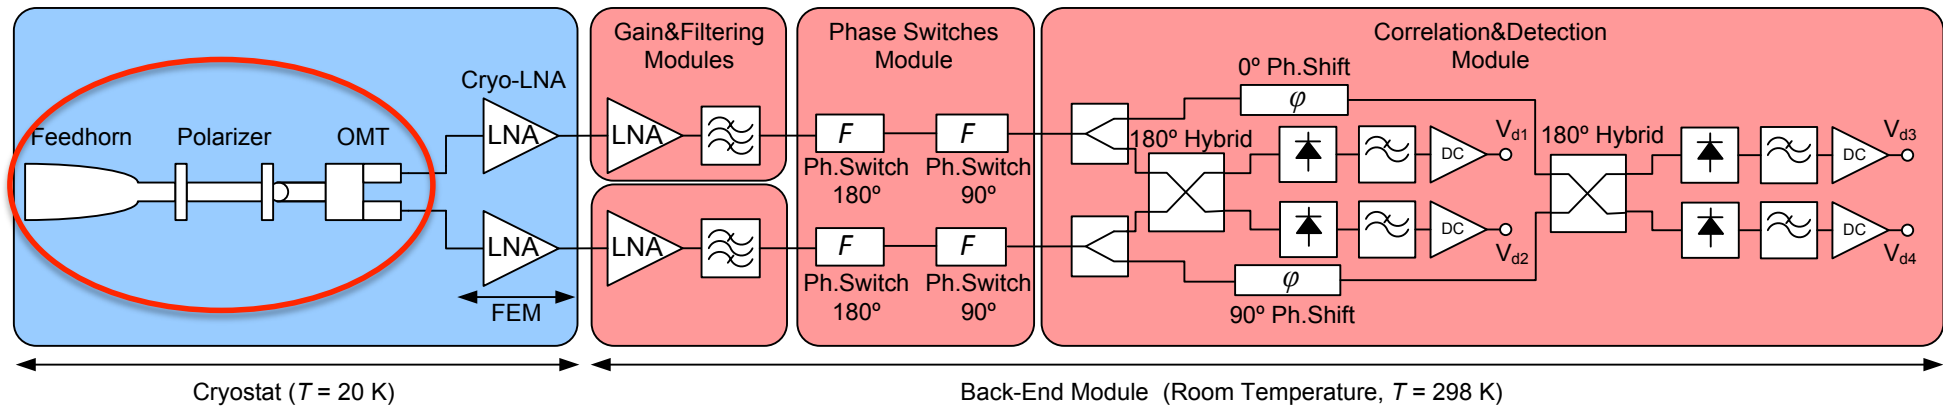 Gain&Filtering
Modules
Phase Switches
Module
Correlation&Detection
Module
Cryo-LNA
0º Ph.Shift
φ
Feedhorn
Polarizer
OMT
LNA
LNA
F
F
180º Hybrid
Vd1
180º Hybrid
Vd3
Ph.Switch
180º
Ph.Switch
90º
DC
DC
LNA
LNA
F
F
DC
DC
Vd2
Vd4
Ph.Switch
180º
Ph.Switch
90º
φ
90º Ph.Shift
FEM
Cryostat (T = 20 K)
Back-End Module (Room Temperature, T = 298 K)